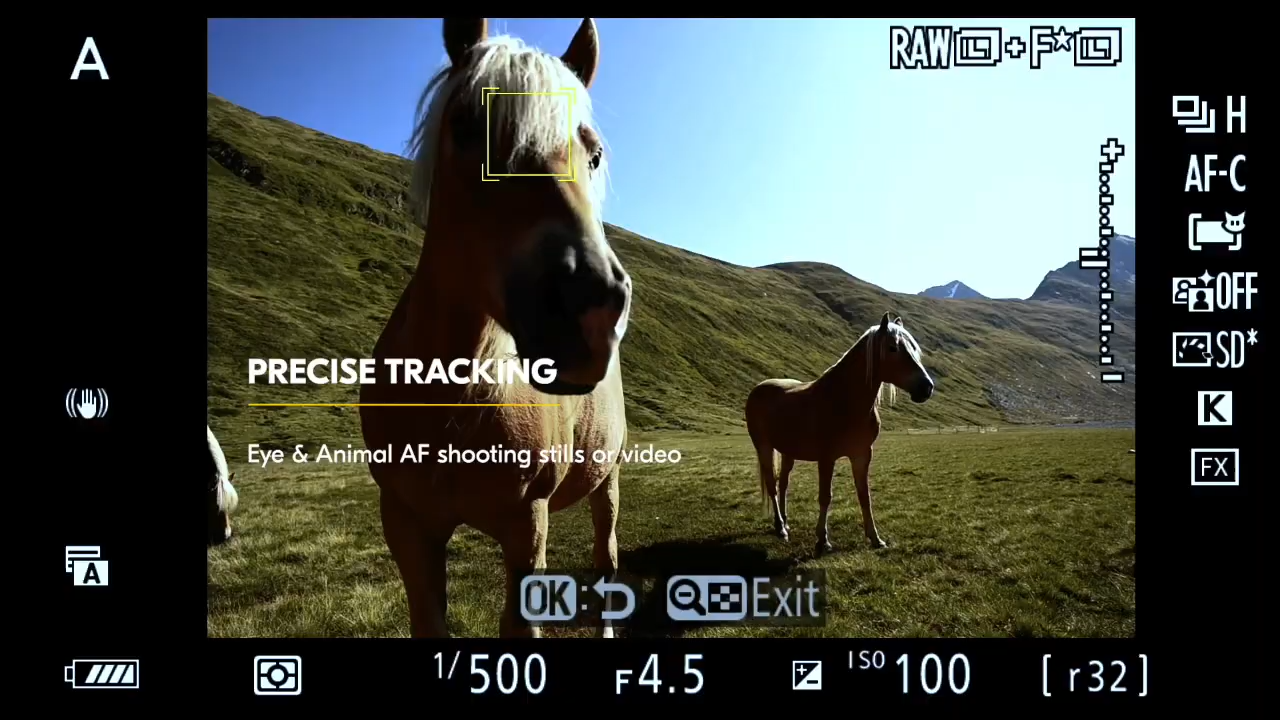 A
RAW L + F★ L
H
AF-C
OFF
SD*
K
FX
PRECISE TRACKING
Eye & Animal AF shooting stills or video
A
OK : Exit
1/500 F4.5 ISO 100 [ r32 ]